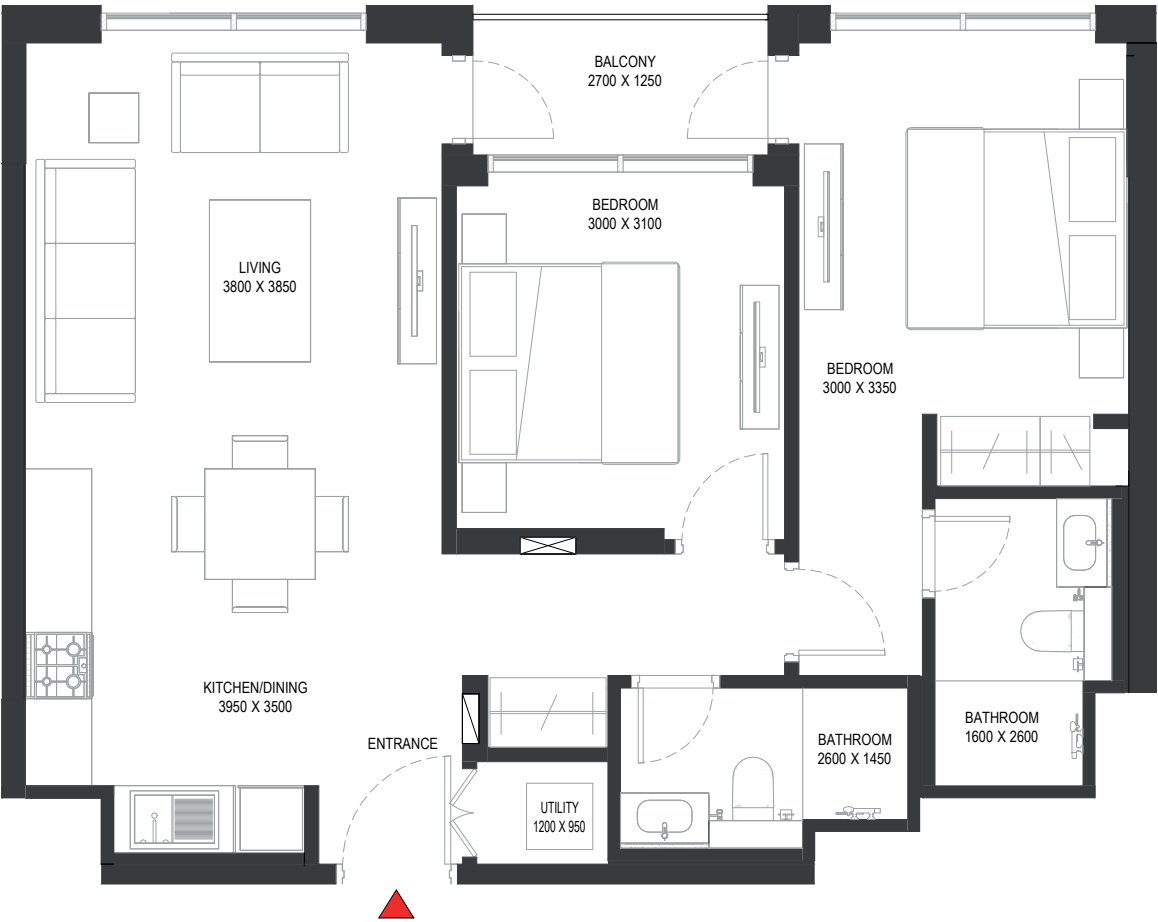 BALCONY
2700 X 1250
BEDROOM
3000 X 3100
LIVING
3800 X 3850
BEDROOM
3000 X 3350
KITCHEN/DINING
3950 X 3500
ENTRANCE
BATHROOM
1600 X 2600
BATHROOM
2600 X 1450
UTILITY
1200 X 950